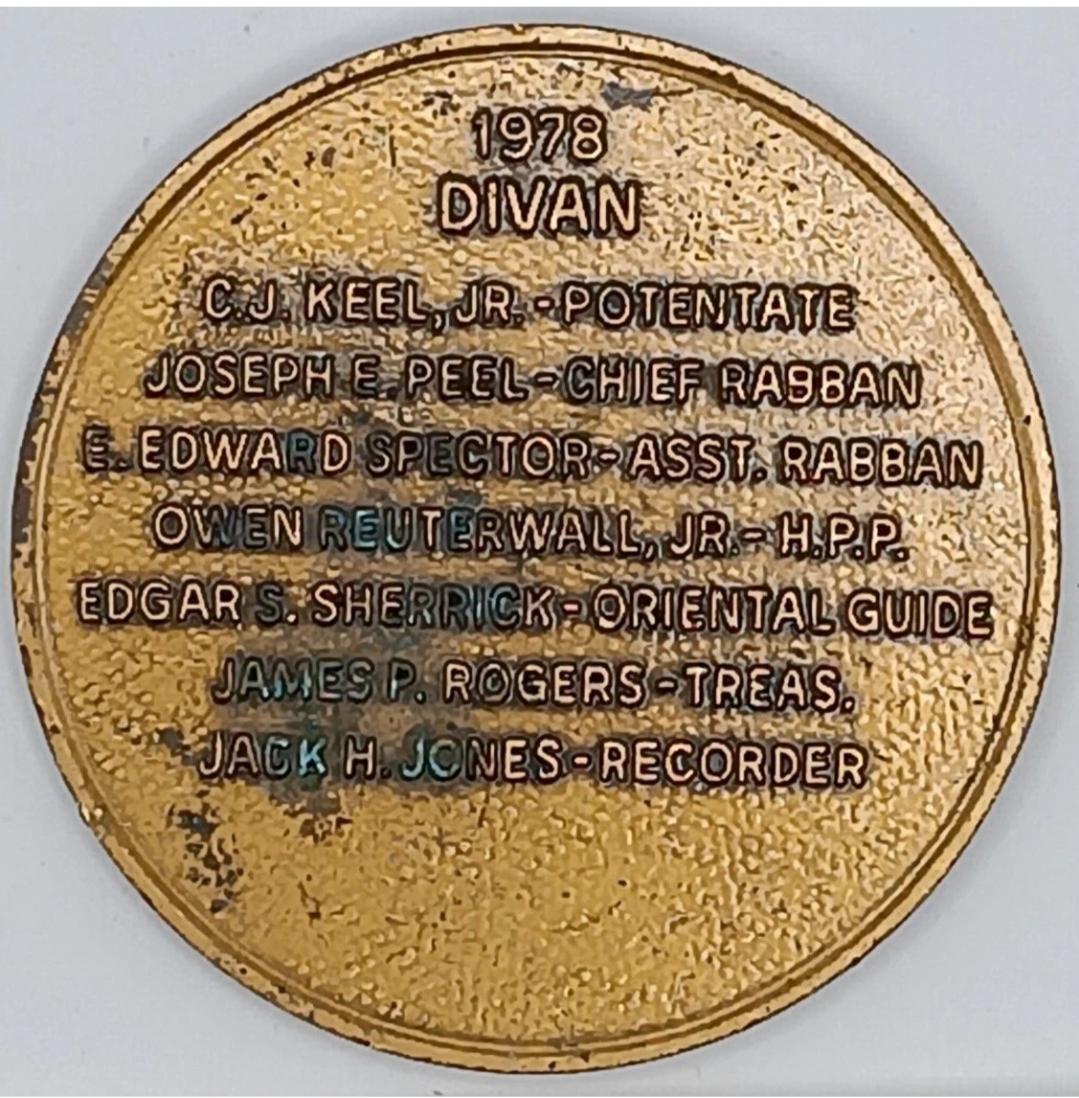 1978
DIVAN
C.J. KEEL, JR. - POTENTATE
JOSEPH E. PEEL - CHIEF RABBAN
E. EDWARD SPECTOR - ASST. RABBAN
OWEN REUTERWALL, JR. - H.P.P.
EDGAR S. SHERRICK - ORIENTAL GUIDE
JAMES P. ROGERS - TREAS.
JACK H. JONES - RECORDER